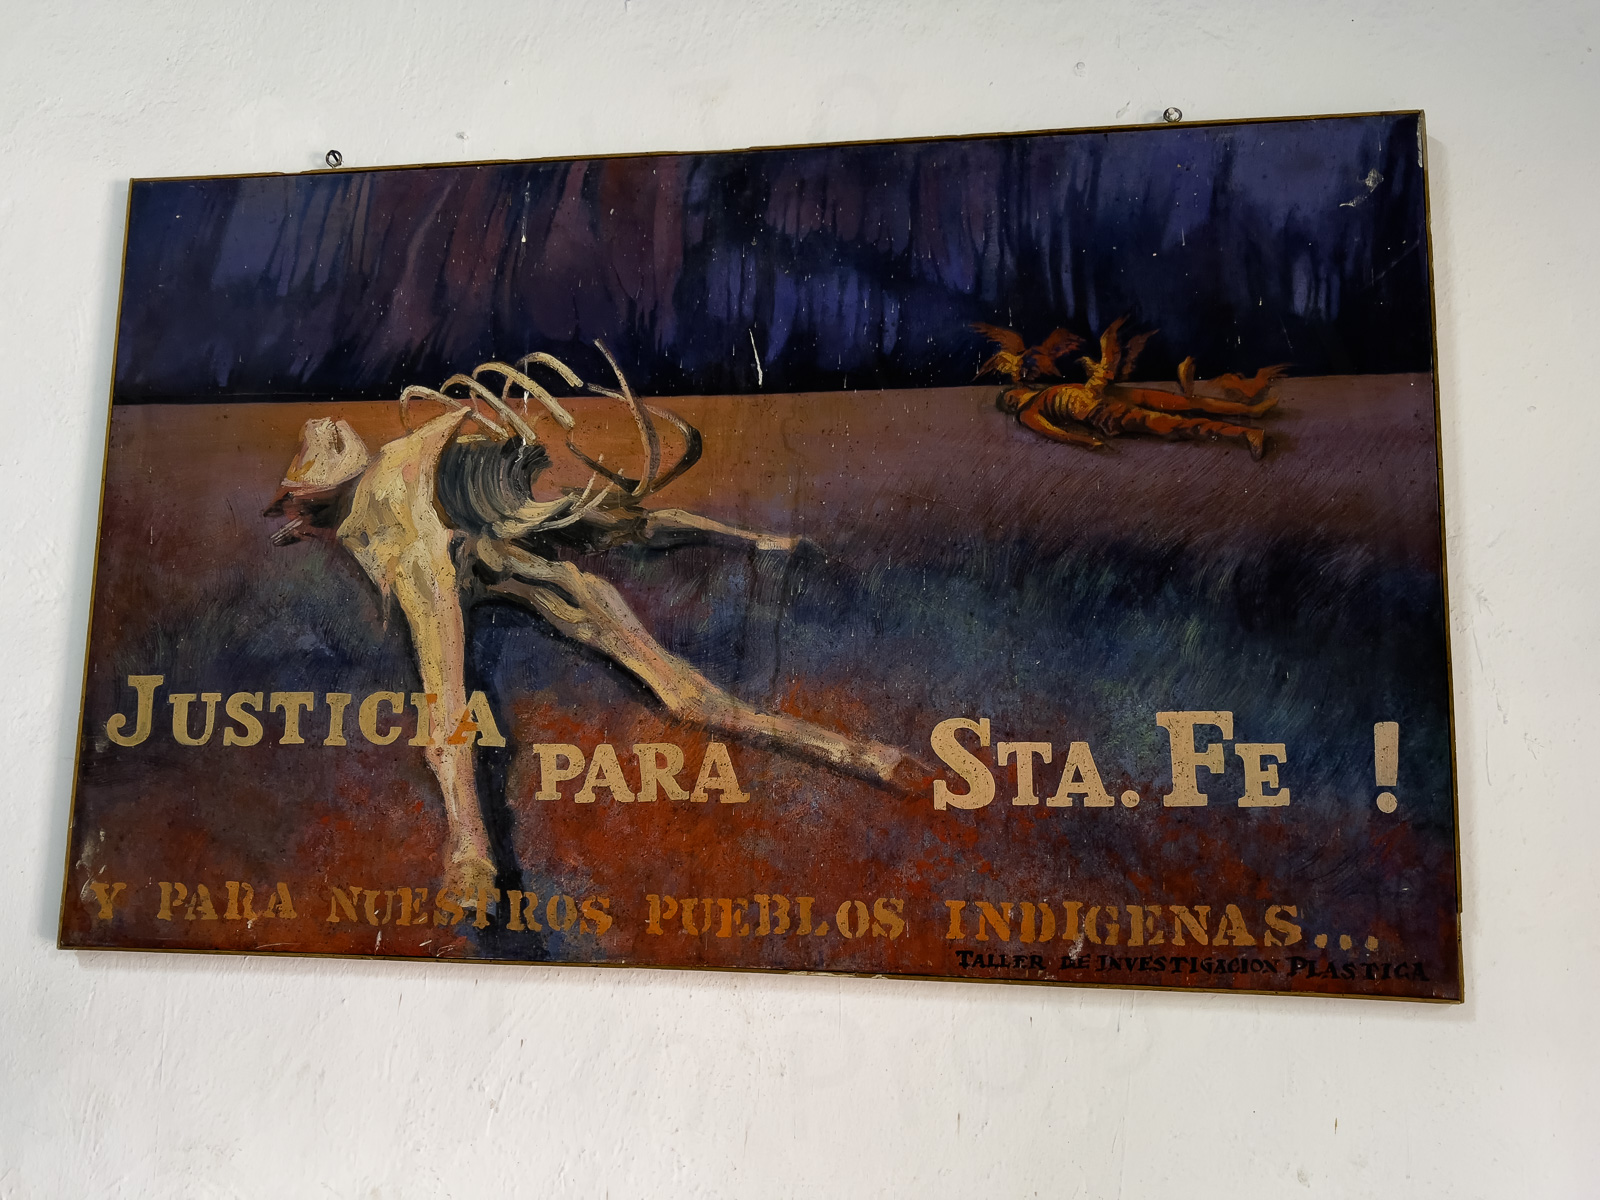 JUSTICIA PARA STA. FE !
Y PARA NUESTROS PUEBLOS INDIGENAS...
TALLER DE INVESTIGACION PLASTICA